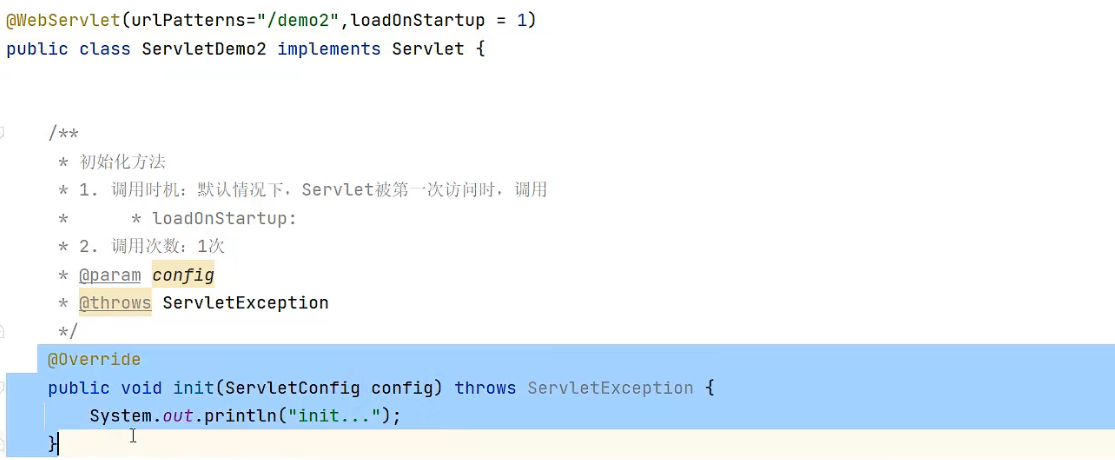 @WebServlet(urlPatterns="/demo2",loadOnStartup = 1)
public class ServletDemo2 implements Servlet {
/**
* 初始化方法
* 1. 调用时机：默认情况下，Servlet被第一次访问时，调用
*      * loadOnStartup:
* 2. 调用次数：1次
* @param config
* @throws ServletException
*/
@Override
public void init(ServletConfig config) throws ServletException {
System.out.println("init...");
}